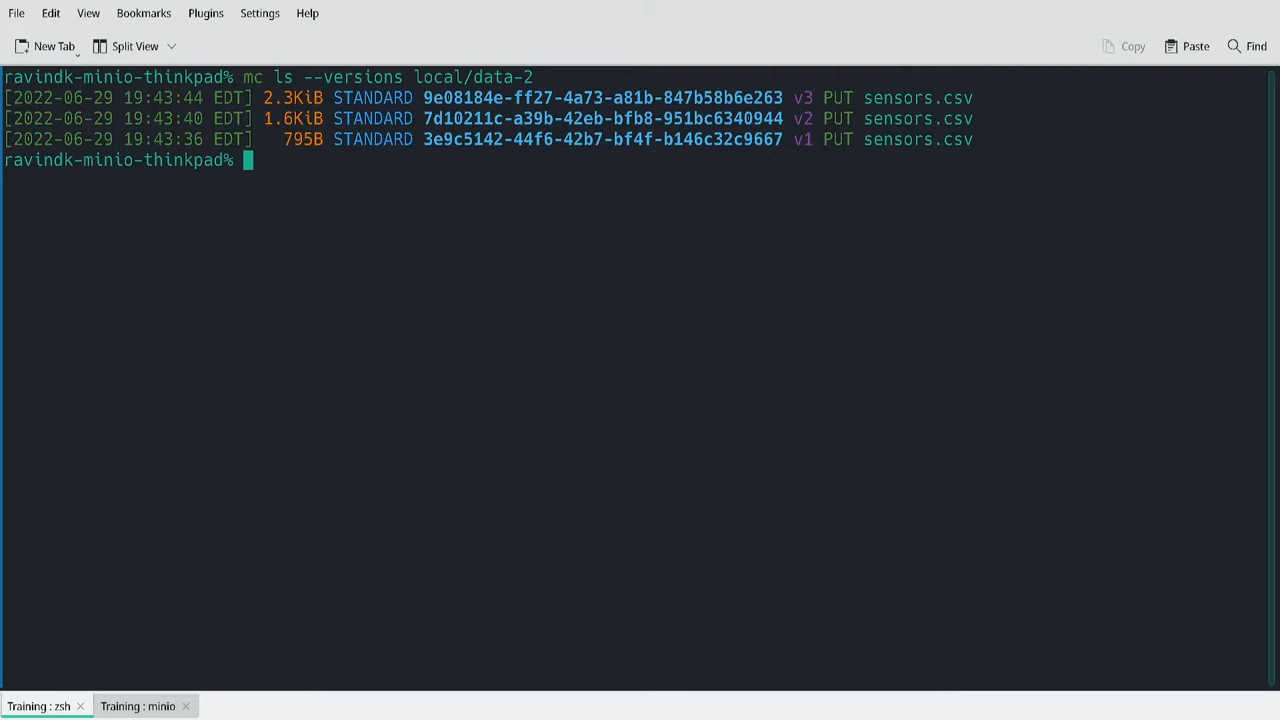 File Edit View Bookmarks Plugins Settings Help
New Tab Split View Copy Paste Find
ravindk-minio-thinkpad% mc ls --versions local/data-2
[2022-06-29 19:43:44 EDT] 2.3KiB STANDARD 9e08184e-ff27-4a73-a81b-847b58b6e263 v3 PUT sensors.csv
[2022-06-29 19:43:40 EDT] 1.6KiB STANDARD 7d10211c-a39b-42eb-bfb8-951bc6340944 v2 PUT sensors.csv
[2022-06-29 19:43:36 EDT]   795B STANDARD 3e9c5142-44f6-42b7-bf4f-b146c32c9667 v1 PUT sensors.csv
ravindk-minio-thinkpad%
Training : zsh Training : minio